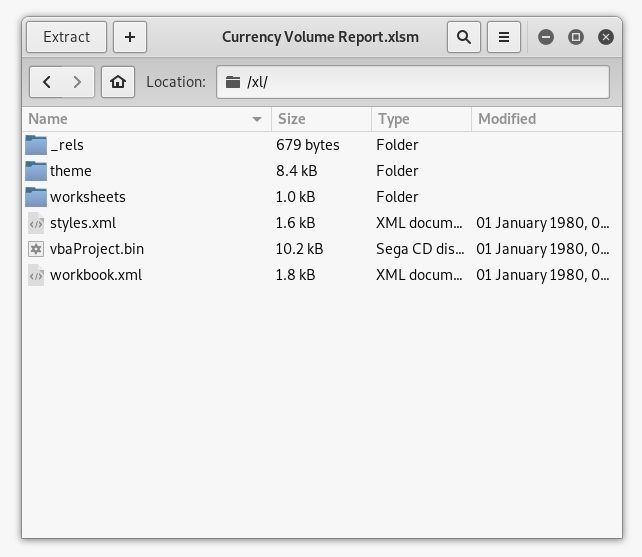 Extract + Currency Volume Report.xlsm
Location: /xl/
Name Size Type Modified
_rels 679 bytes Folder
theme 8.4 kB Folder
worksheets 1.0 kB Folder
styles.xml 1.6 kB XML docum... 01 January 1980, 0...
vbaProject.bin 10.2 kB Sega CD dis... 01 January 1980, 0...
workbook.xml 1.8 kB XML docum... 01 January 1980, 0...